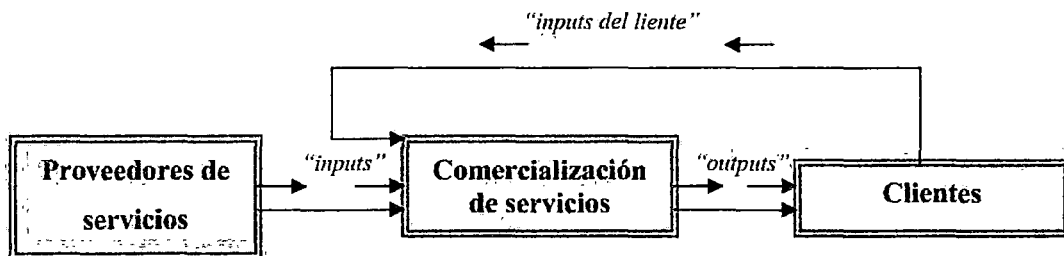 “inputs del liente”
Proveedores de
servicios
“inputs”
Comercialización
de servicios
“outputs”
Clientes